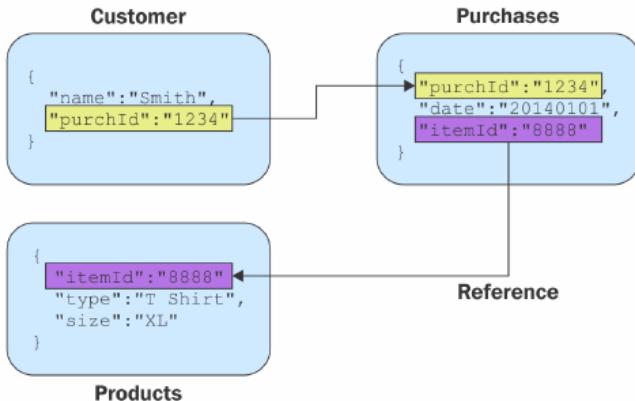 Customer
{
"name":"Smith",
"purchId":"1234"
}
Purchases
{
"purchId":"1234",
"date":"20140101",
"itemId":"8888"
}
{
"itemId":"8888"
"type":"T Shirt",
"size":"XL"
}
Products
Reference